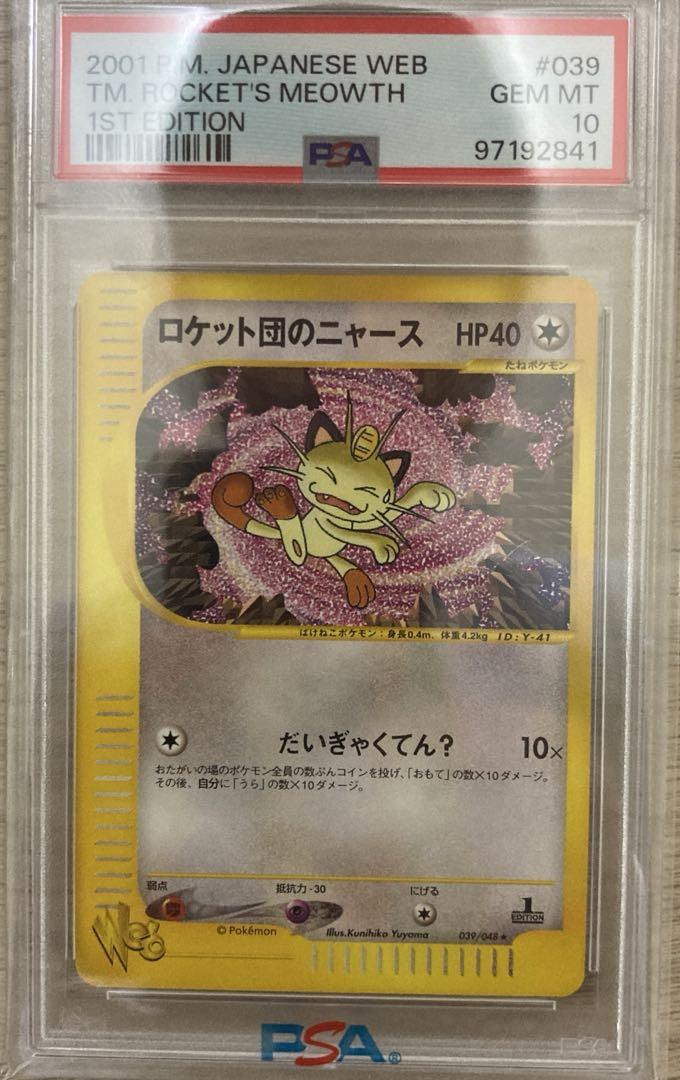 2001 P.M. JAPANESE WEB #039
TM. ROCKET'S MEOWTH GEM MT
1ST EDITION 10
PSA 97192841
ロケット団のニャース HP40
たねポケモン
ばけねこポケモン：身長0.4m、体重4.2kg ID:Y-41
だいぎゃくてん？ 10×
おたがいの場のポケモン全員の数ぶんコインを投げ、「おもて」の数×10ダメージ。
その後、自分に「うら」の数×10ダメージ。
弱点 抵抗力-30 にげる
1
EDITION
©Pokémon Illus.Kunihiko Yuyama 039/048★
Web
PSA®